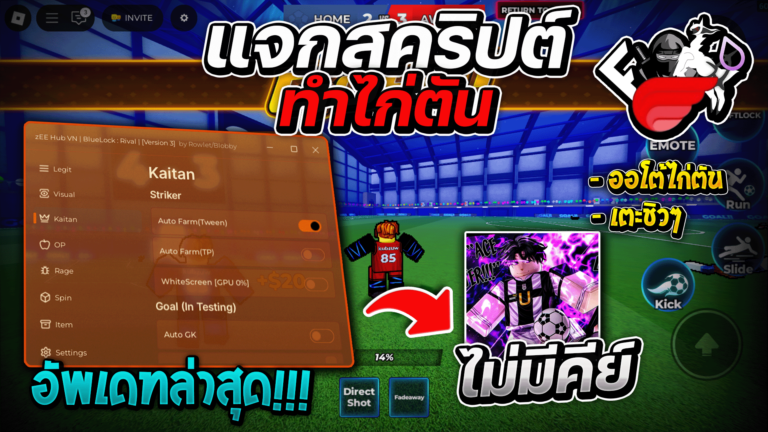 INVITE
HOME 2 VS 3
RETURN TO
แจกสคริปต์
ทำไก่ตัน
zEE Hub VN | BlueLock : Rival | [Version 3] by Rowlet/Blobby
Legit
Visual
Kaitan
OP
Rage
Spin
Item
Settings
Kaitan
Striker
Auto Farm(Tween)
Auto Farm(TP)
WhiteScreen [GPU 0%]
Goal (In Testing)
Auto GK
EMOTE
- ออโต้ไก่ตัน
- เตะชิวๆ
Run
Slide
Kick
85
14%
Direct
Shot
Fadeaway
ไม่มีคีย์
อัพเดทล่าสุด!!!